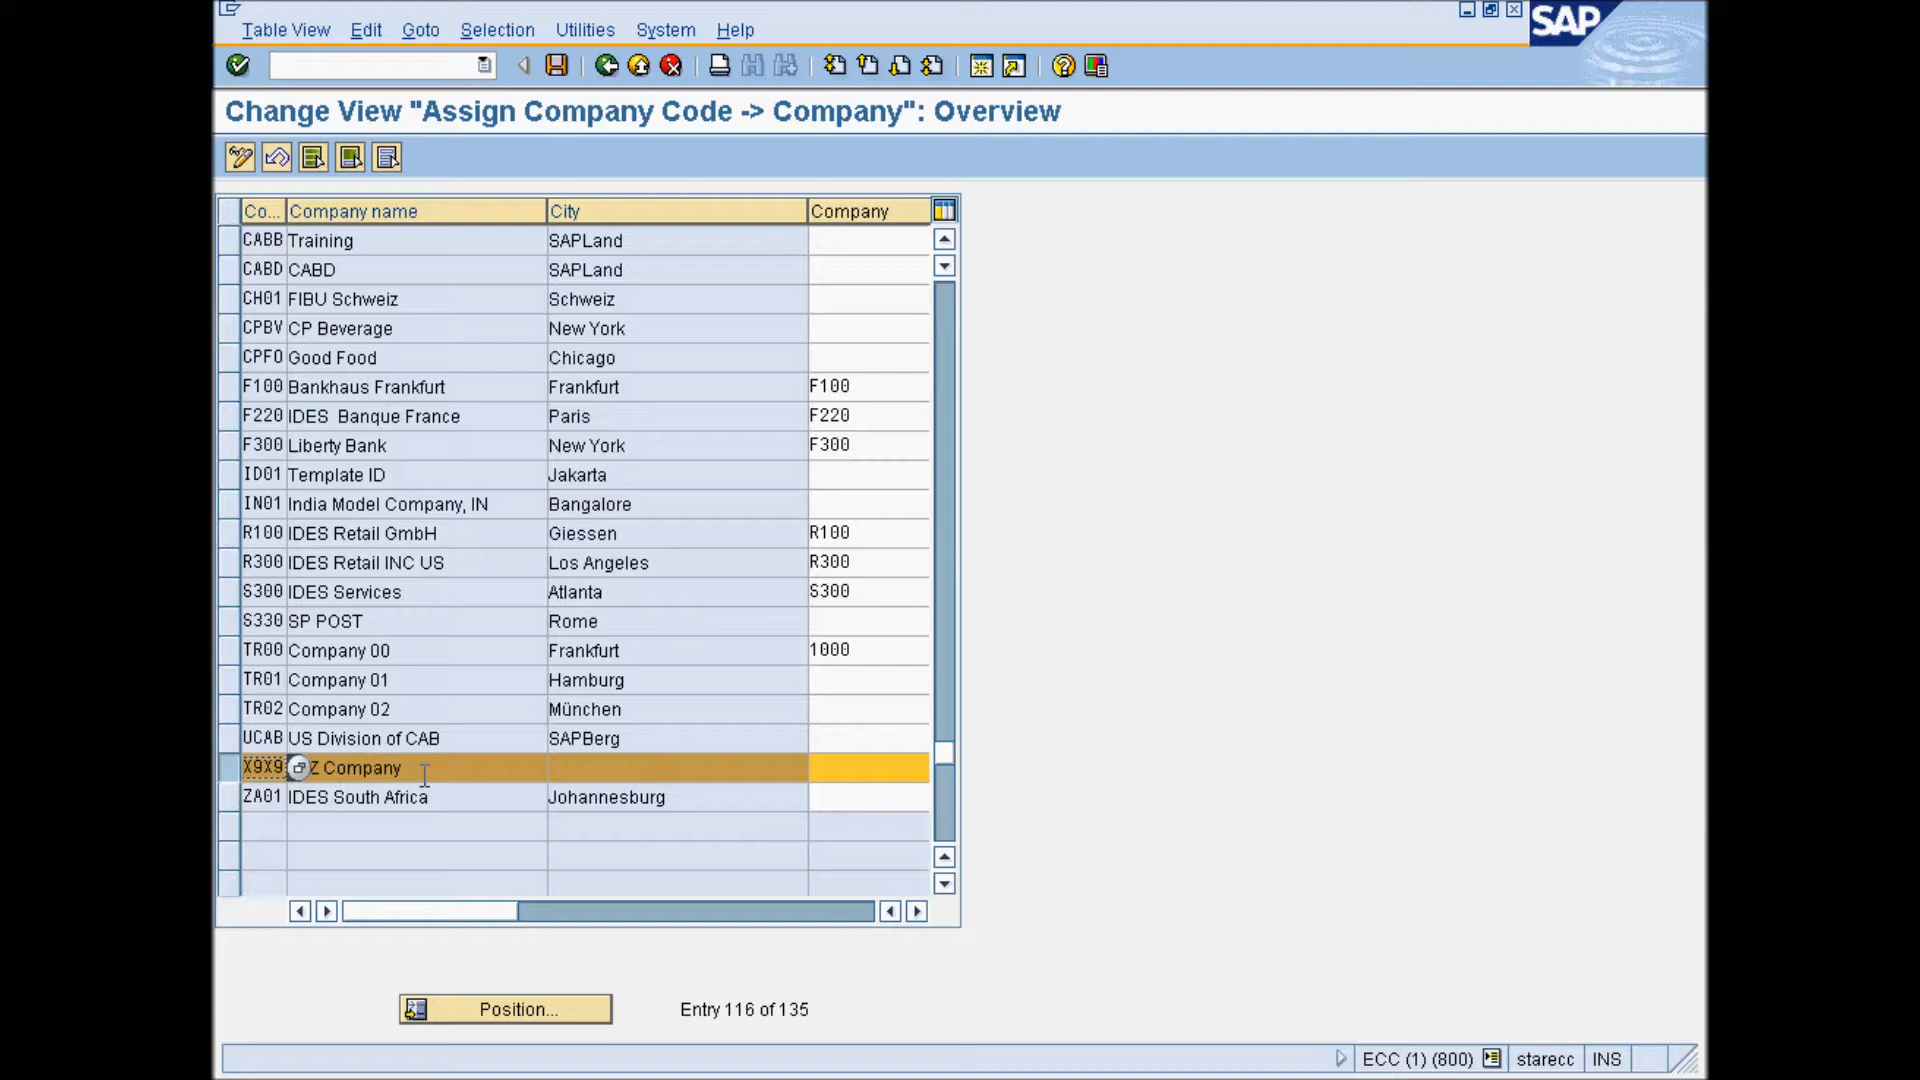 Table View Edit Goto Selection Utilities System Help
SAP
Change View "Assign Company Code -> Company": Overview
Co... Company name City Company
CABB Training SAPLand
CABD CABD SAPLand
CH01 FIBU Schweiz Schweiz
CPBV CP Beverage New York
CPFO Good Food Chicago
F100 Bankhaus Frankfurt Frankfurt F100
F220 IDES Banque France Paris F220
F300 Liberty Bank New York F300
ID01 Template ID Jakarta
IN01 India Model Company, IN Bangalore
R100 IDES Retail GmbH Giessen R100
R300 IDES Retail INC US Los Angeles R300
S300 IDES Services Atlanta S300
S330 SP POST Rome
TR00 Company 00 Frankfurt 1000
TR01 Company 01 Hamburg
TR02 Company 02 München
UCAB US Division of CAB SAPBerg
X9X9 Company
ZA01 IDES South Africa Johannesburg
Position... Entry 116 of 135
ECC (1) (800) starecc INS